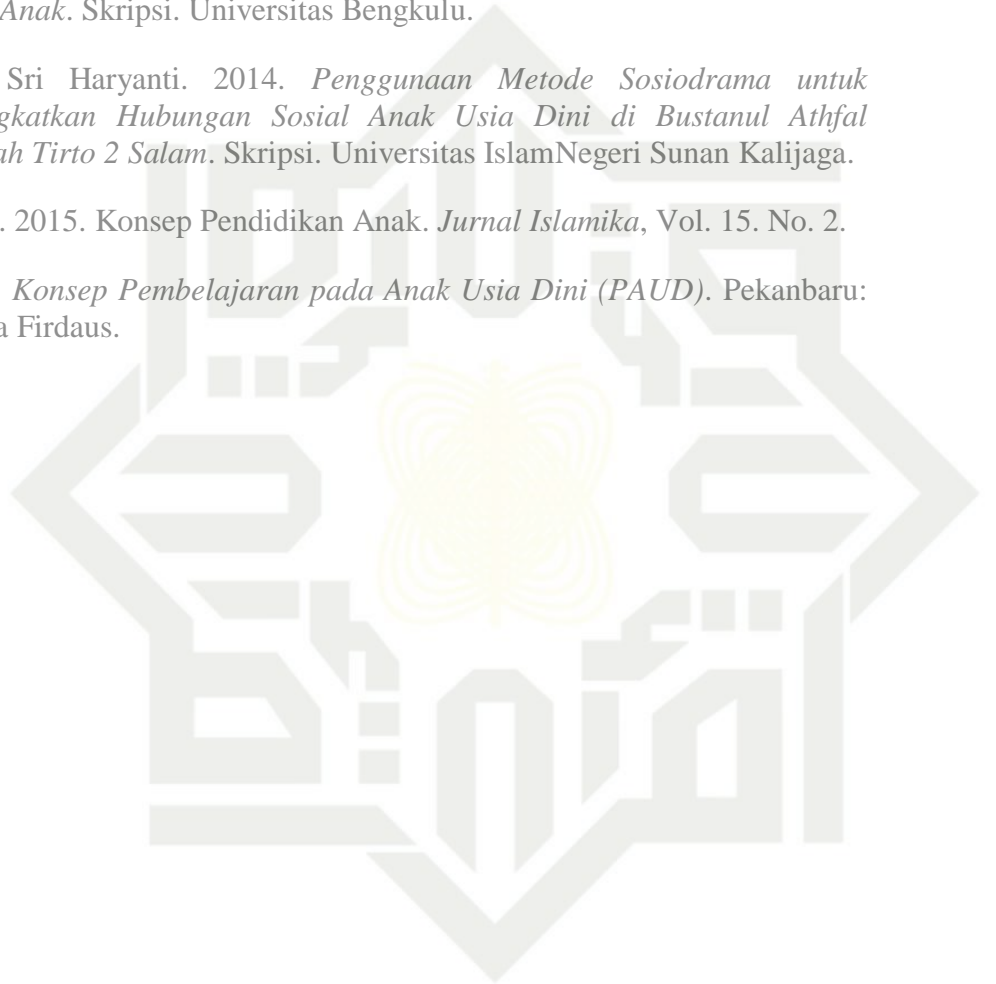 Anak. Skripsi. Universitas Bengkulu.
Sri Haryanti. 2014. Penggunaan Metode Sosiodrama untuk
gkatkan Hubungan Sosial Anak Usia Dini di Bustanul Athfal
ah Tirto 2 Salam. Skripsi. Universitas IslamNegeri Sunan Kalijaga.
. 2015. Konsep Pendidikan Anak. Jurnal Islamika, Vol. 15. No. 2.
Konsep Pembelajaran pada Anak Usia Dini (PAUD). Pekanbaru:
a Firdaus.